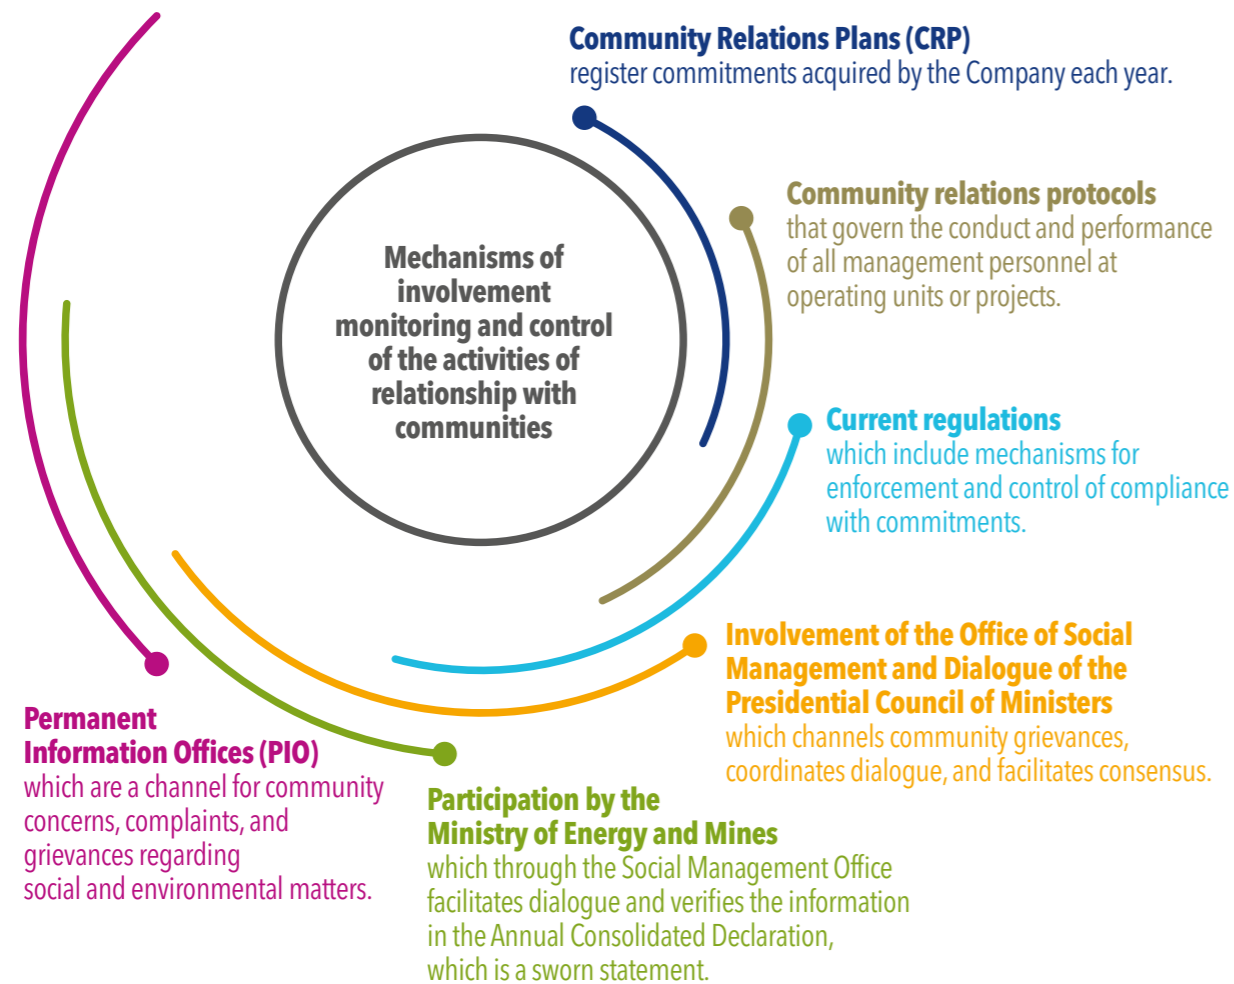 Community Relations Plans (CRP)
register commitments acquired by the Company each year.
Community relations protocols
that govern the conduct and performance
of all management personnel at
operating units or projects.
Mechanisms of
involvement
monitoring and control
of the activities of
relationship with
communities
Current regulations
which include mechanisms for
enforcement and control of compliance
with commitments.
Involvement of the Office of Social
Management and Dialogue of the
Presidential Council of Ministers
which channels community grievances,
coordinates dialogue, and facilitates consensus.
Participation by the
Ministry of Energy and Mines
which through the Social Management Office
facilitates dialogue and verifies the information
in the Annual Consolidated Declaration,
which is a sworn statement.
Permanent
Information Offices (PIO)
which are a channel for community
concerns, complaints, and
grievances regarding
social and environmental matters.